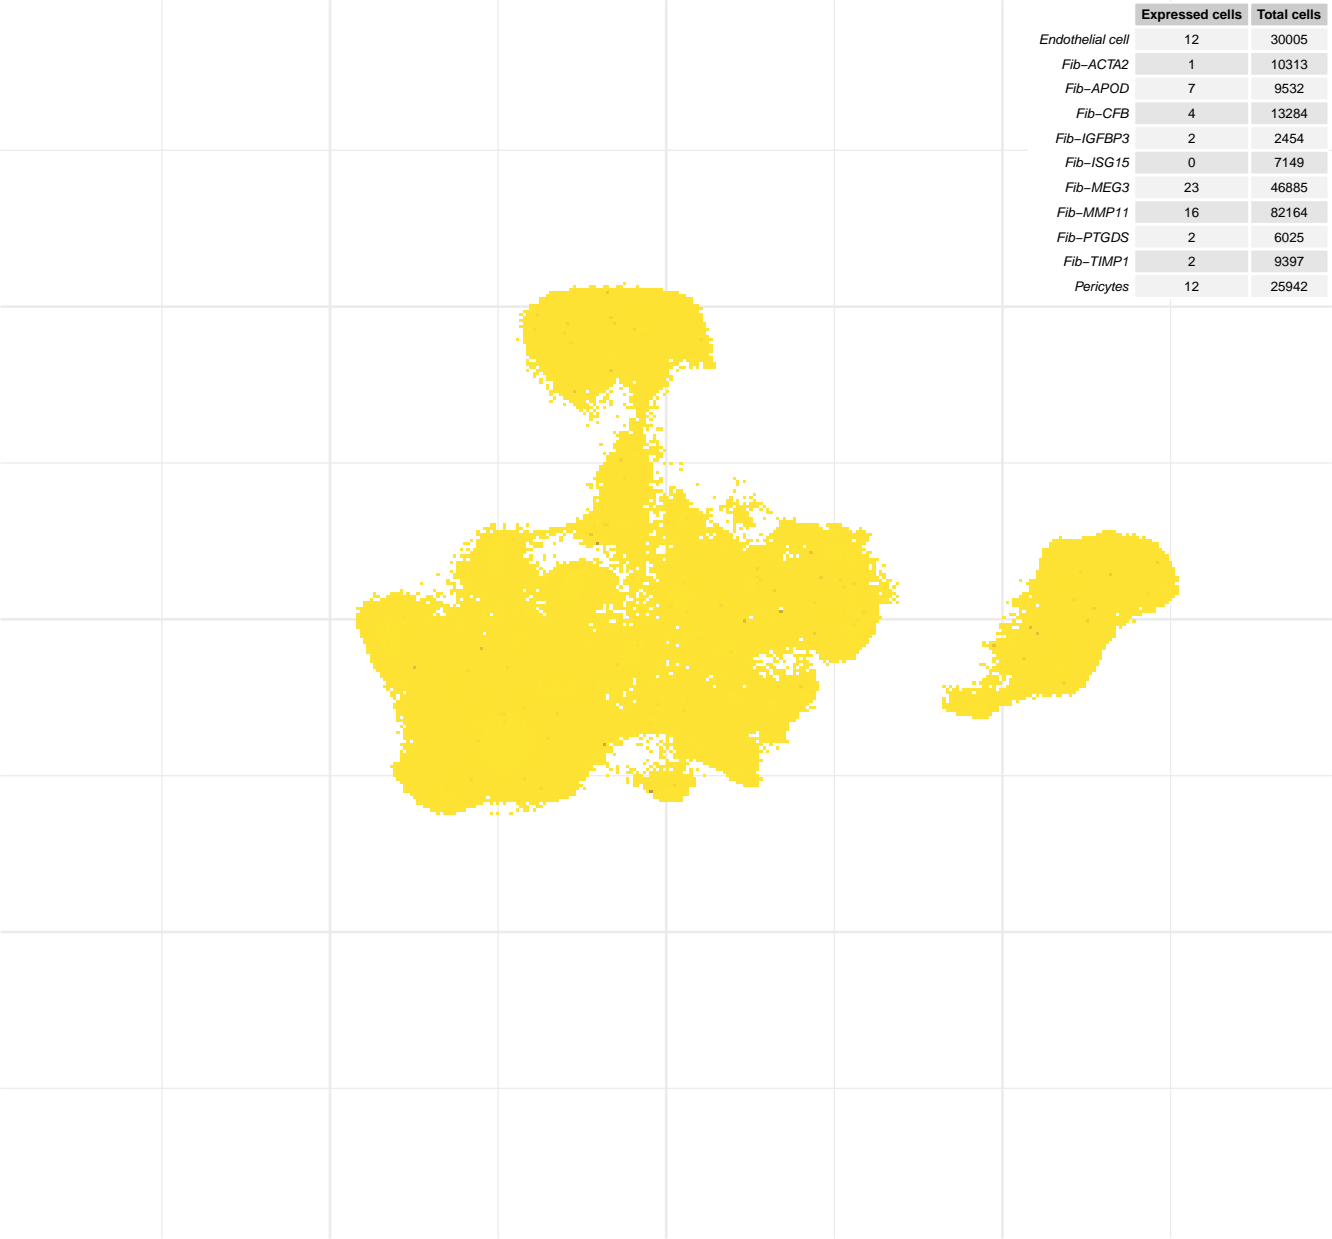 Expressed cells Total cells
Endothelial cell 12 30005
Fib−ACTA2 1 10313
Fib−APOD 7 9532
Fib−CFB 4 13284
Fib−IGFBP3 2 2454
Fib−ISG15 0 7149
Fib−MEG3 23 46885
Fib−MMP11 16 82164
Fib−PTGDS 2 6025
Fib−TIMP1 2 9397
Pericytes 12 25942